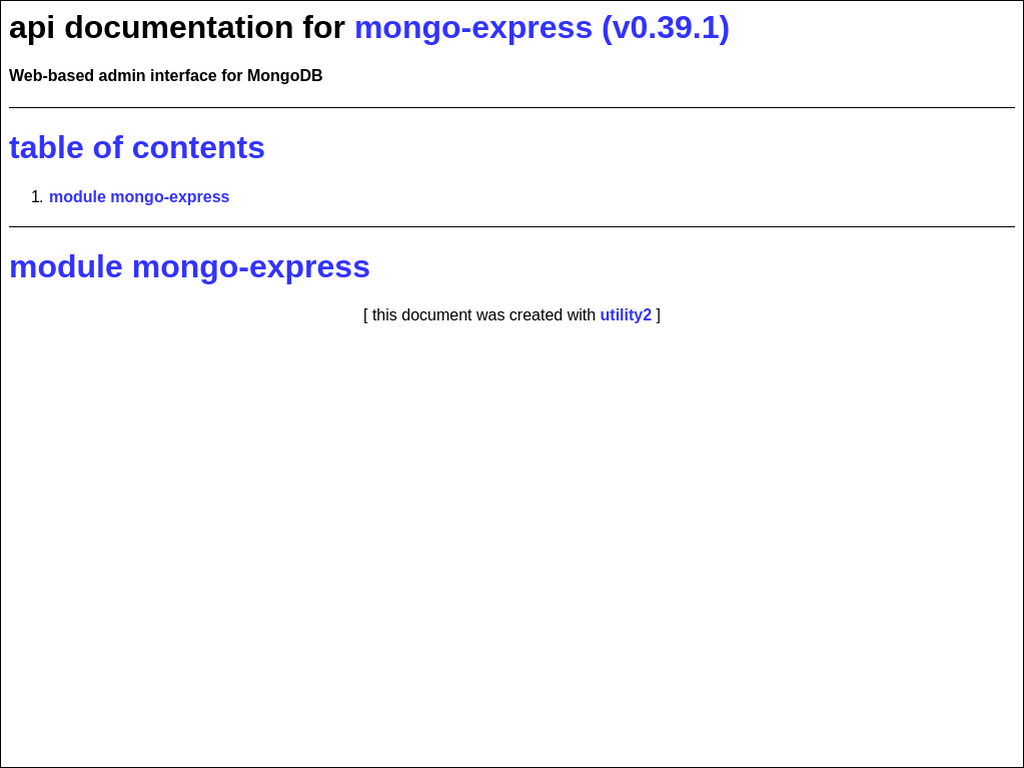 api documentation for mongo-express (v0.39.1)
Web-based admin interface for MongoDB
table of contents
1. module mongo-express
module mongo-express
[ this document was created with utility2 ]